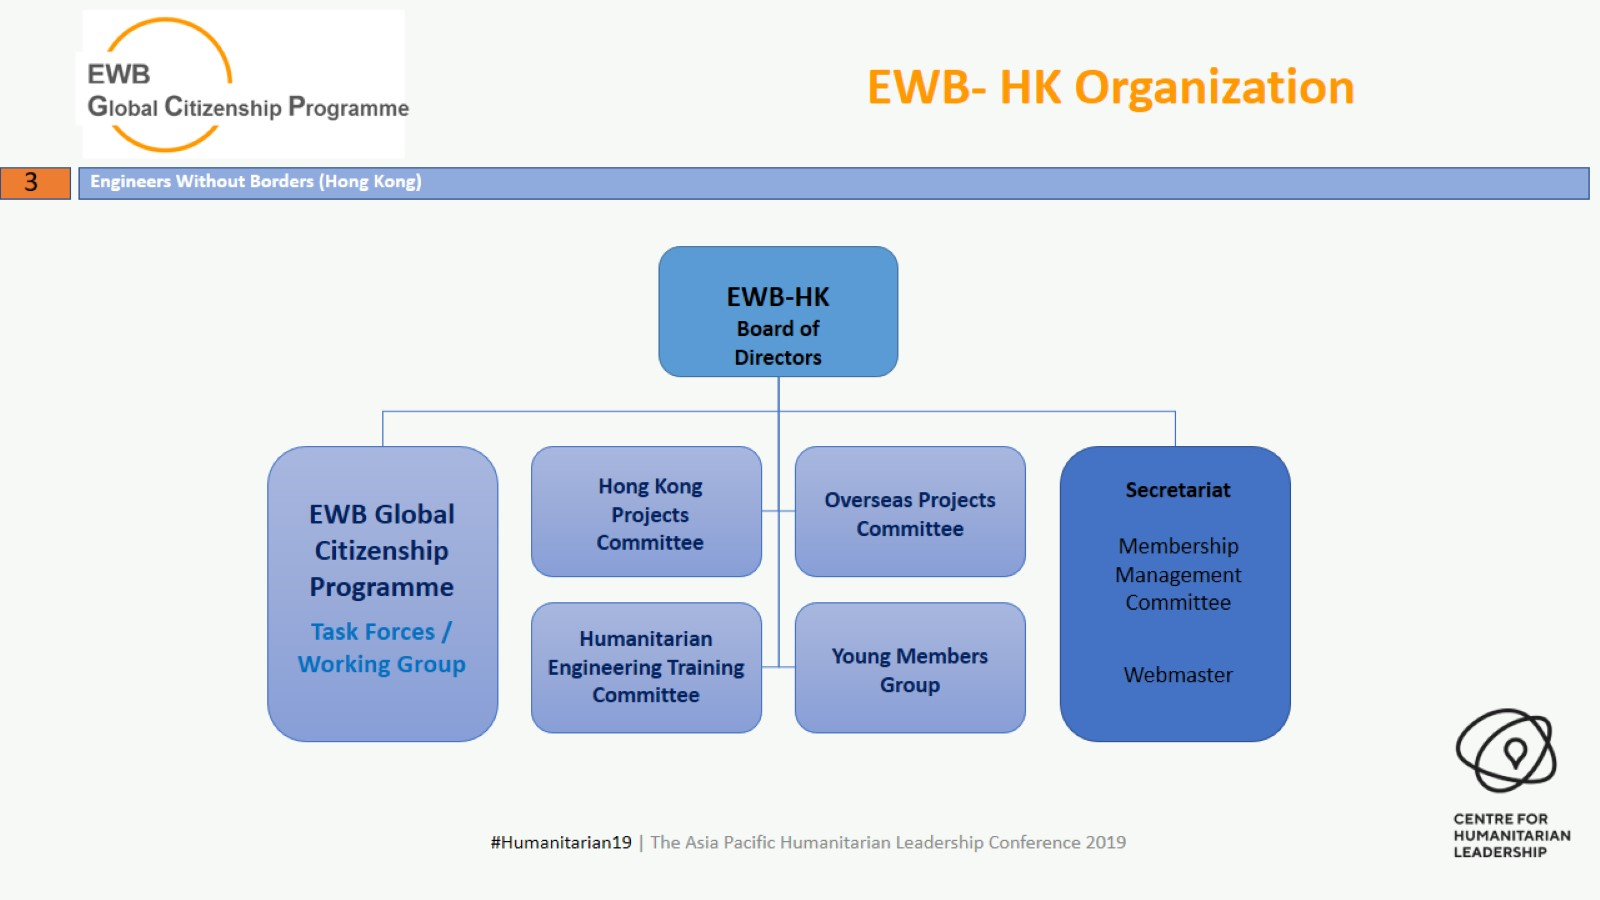 EWB
Global Citizenship Programme
EWB- HK Organization
3
Engineers Without Borders (Hong Kong)
EWB-HK
Board of
Directors
EWB Global
Citizenship
Programme
Task Forces /
Working Group
Hong Kong
Projects
Committee
Overseas Projects
Committee
Humanitarian
Engineering Training
Committee
Young Members
Group
Secretariat
Membership
Management
Committee
Webmaster
CENTRE FOR
HUMANITARIAN
LEADERSHIP
#Humanitarian19 | The Asia Pacific Humanitarian Leadership Conference 2019